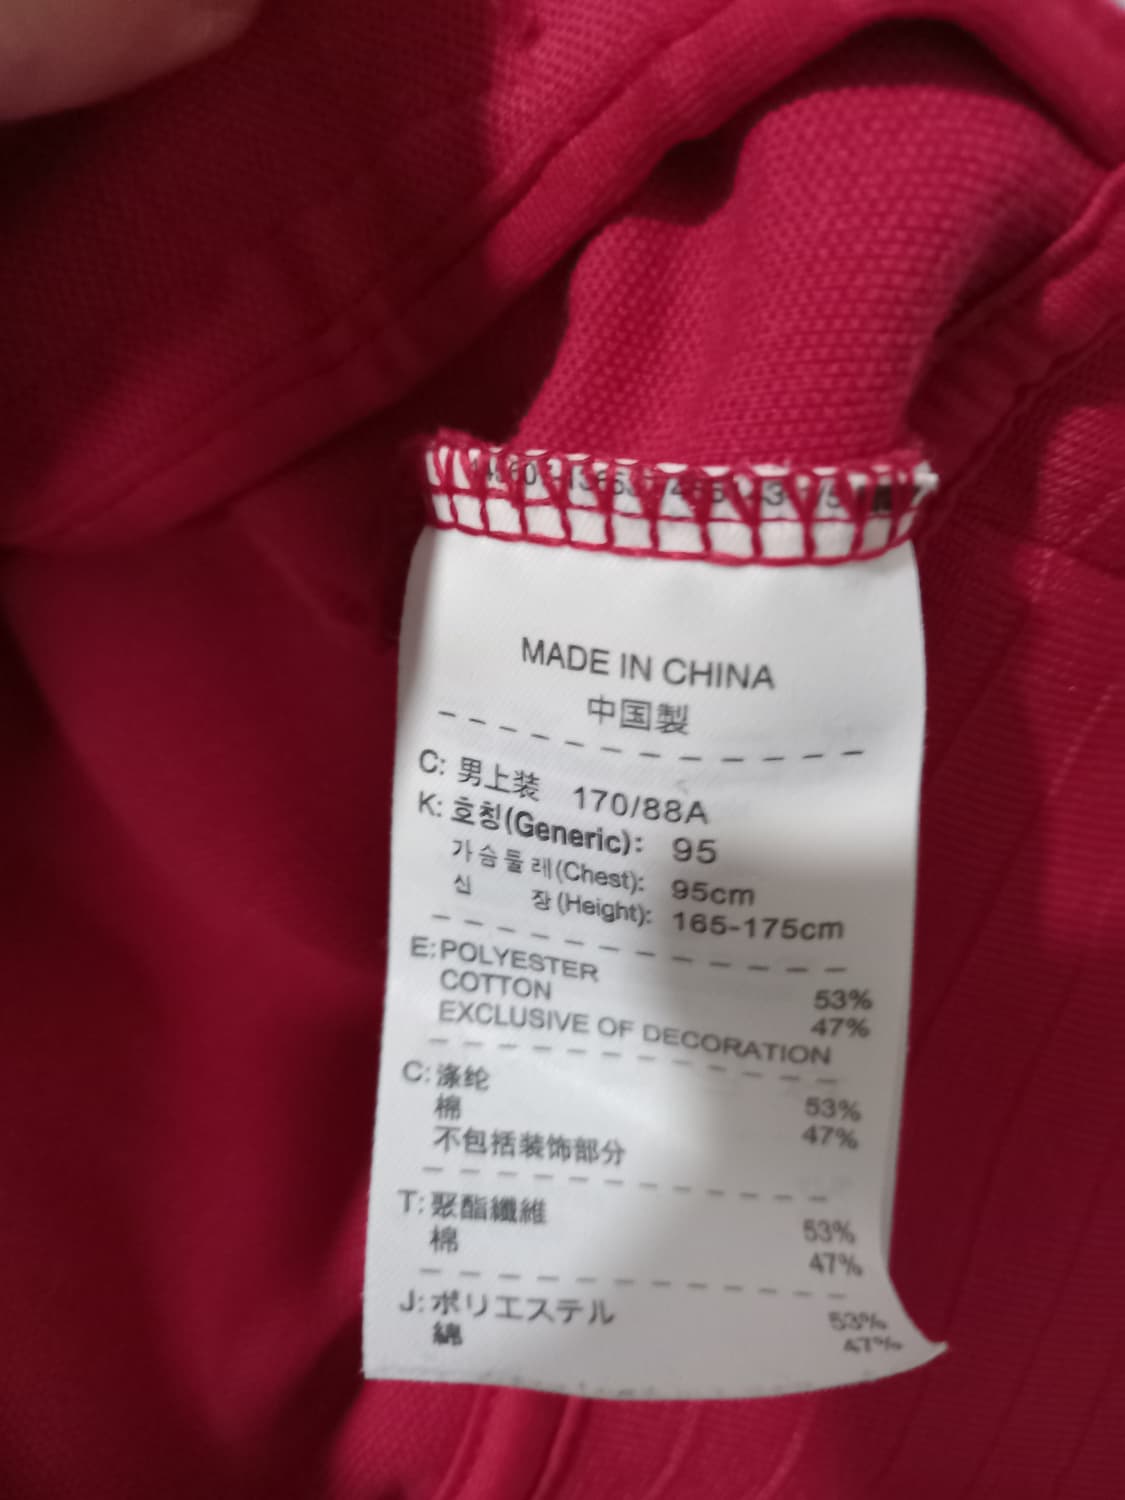 MADE IN CHINA
中国製
C: 男上装 170/88A
K: 호칭(Generic): 95
가슴둘레(Chest): 95cm
신 장(Height): 165-175cm
E: POLYESTER 53%
COTTON 47%
EXCLUSIVE OF DECORATION
C: 涤纶 53%
棉 47%
不包括装饰部分
T: 聚酯纖維 53%
棉 47%
J: ポリエステル 53%
綿 47%